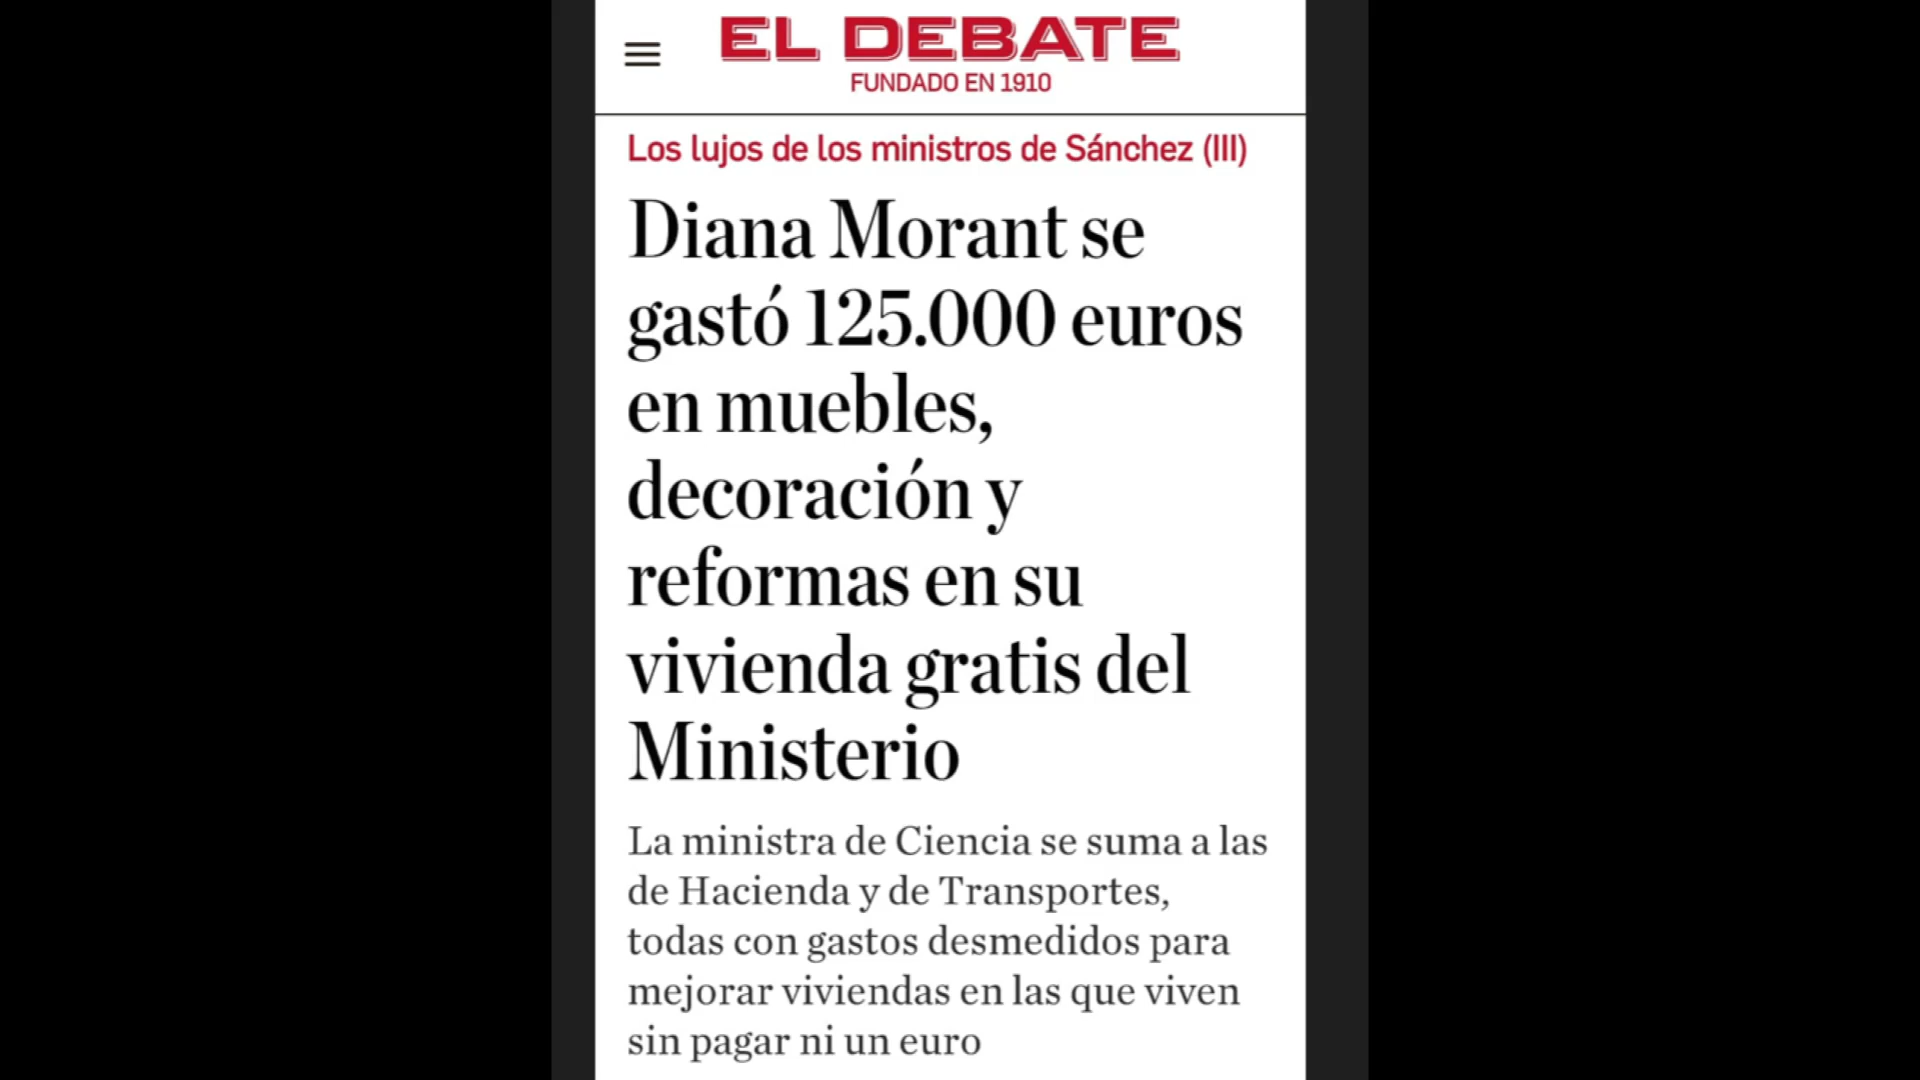 EL DEBATE
FUNDADO EN 1910
Los lujos de los ministros de Sánchez (III)
Diana Morant se
gastó 125.000 euros
en muebles,
decoración y
reformas en su
vivienda gratis del
Ministerio
La ministra de Ciencia se suma a las
de Hacienda y de Transportes,
todas con gastos desmedidos para
mejorar viviendas en las que viven
sin pagar ni un euro